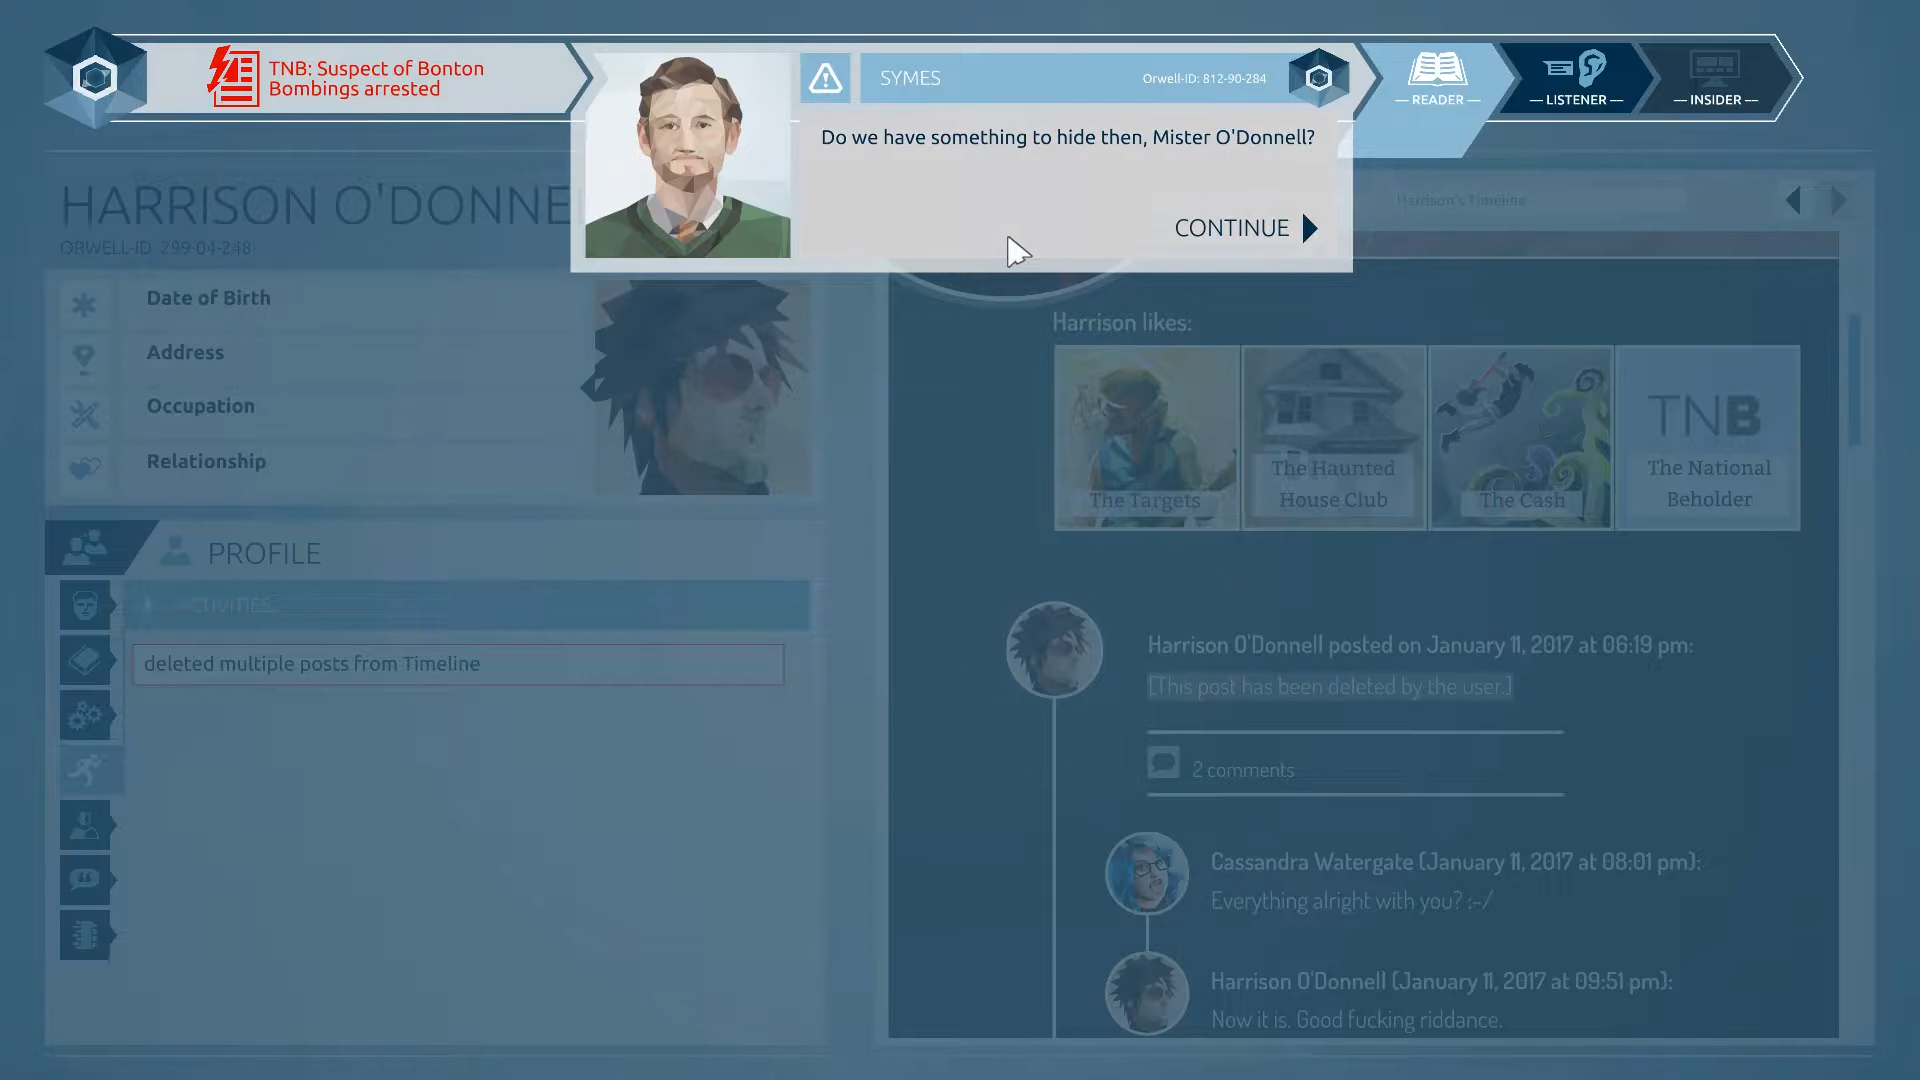 TNB: Suspect of Bonton
Bombings arrested
SYMES
Orwell-ID: 812-90-284
Do we have something to hide then, Mister O'Donnell?
CONTINUE
— READER —
— LISTENER —
— INSIDER —
HARRISON O'DONNE
ORWELL-ID 299-04-248
Date of Birth
Address
Occupation
Relationship
PROFILE
CTIVITIES
deleted multiple posts from Timeline
Harrison's Timeline
Harrison likes:
The Targets
The Haunted
House Club
The Cash
TNB
The National
Beholder
Harrison O'Donnell posted on January 11, 2017 at 06:19 pm:
[This post has been deleted by the user.]
2 comments
Cassandra Watergate (January 11, 2017 at 08:01 pm):
Everything alright with you? :-/
Harrison O'Donnell (January 11, 2017 at 09:51 pm):
Now it is. Good fucking riddance.